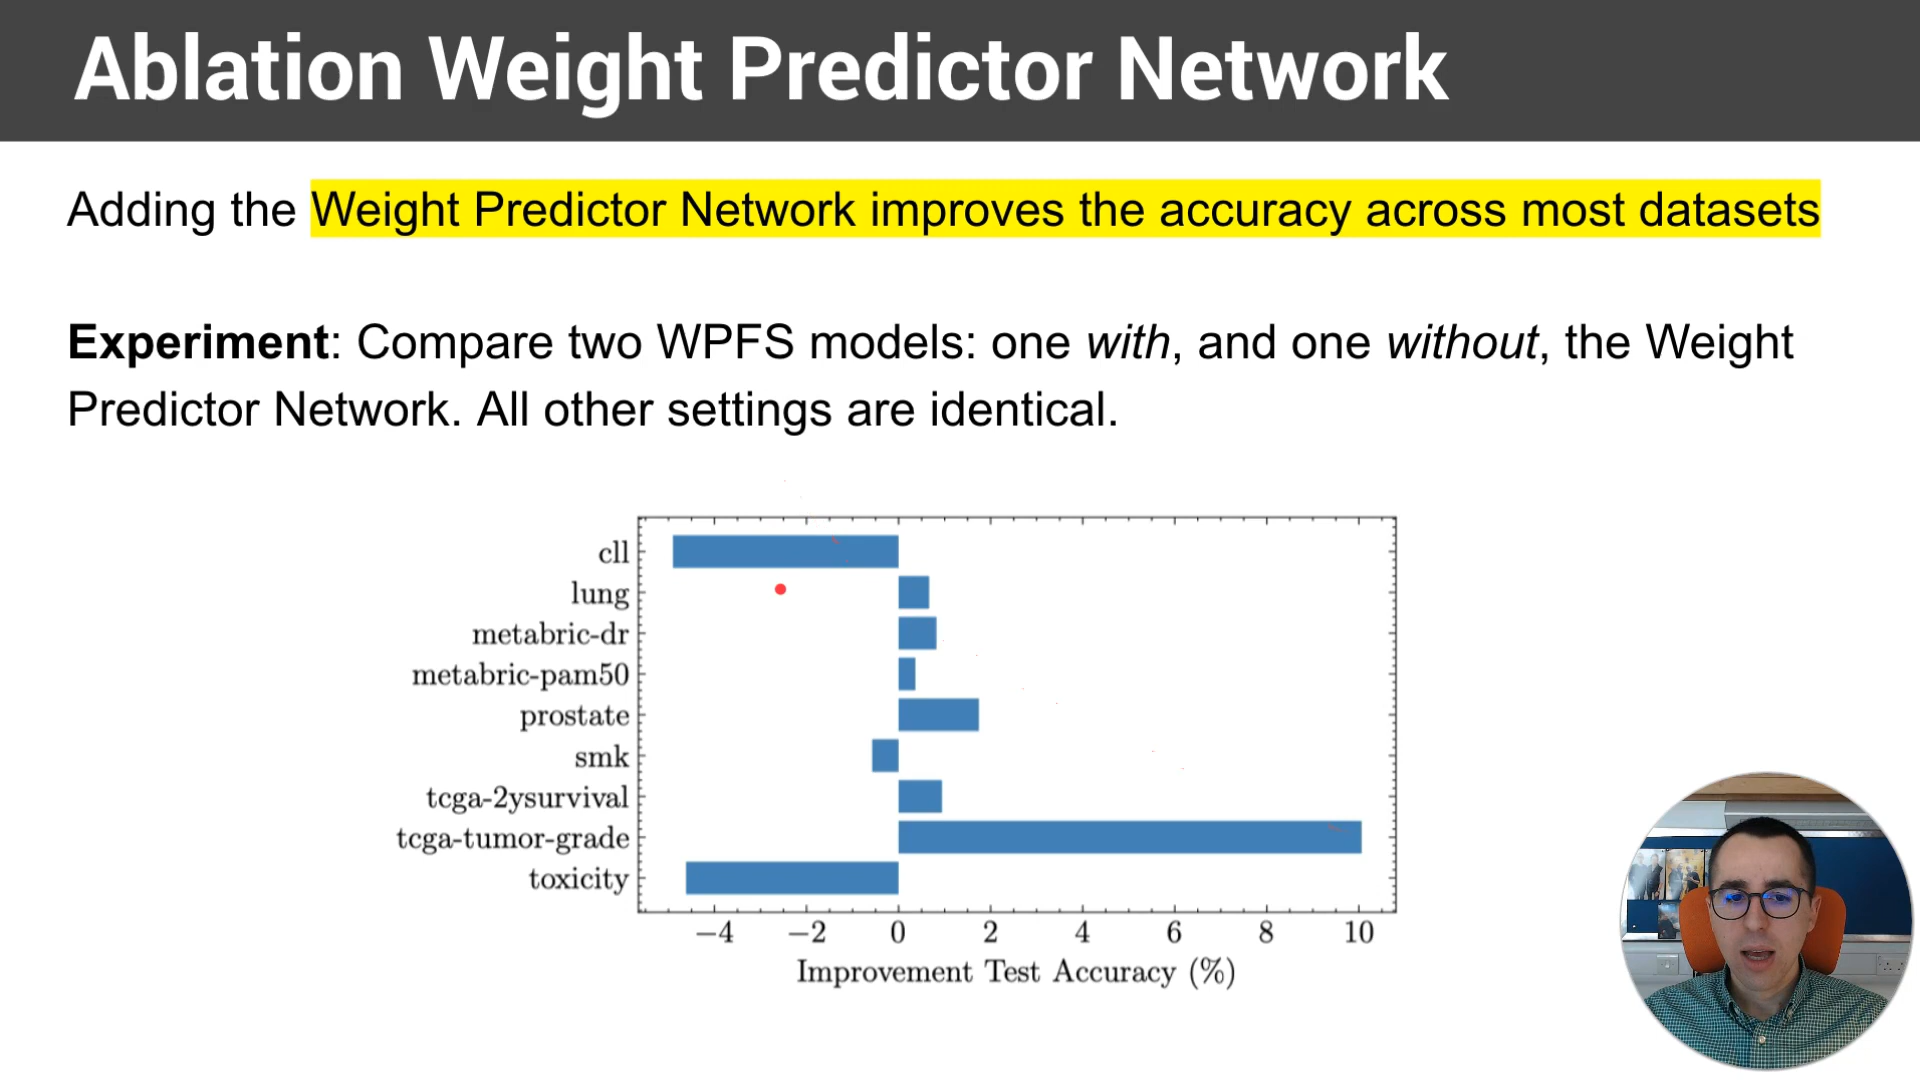 Ablation Weight Predictor Network
Adding the Weight Predictor Network improves the accuracy across most datasets
Experiment: Compare two WPFS models: one with, and one without, the Weight
Predictor Network. All other settings are identical.
cll
lung
metabric-dr
metabric-pam50
prostate
smk
tcga-2ysurvival
tcga-tumor-grade
toxicity
−4 −2 0 2 4 6 8 10
Improvement Test Accuracy (%)